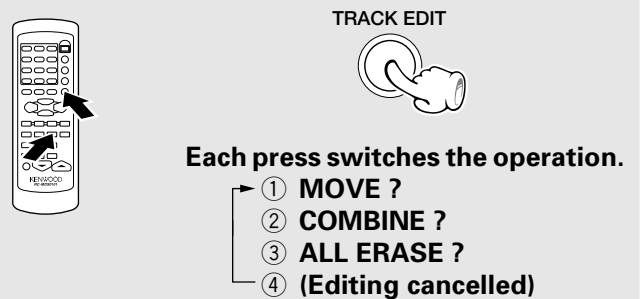 TRACK EDIT
KENWOOD
Each press switches the operation.
① MOVE ?
② COMBINE ?
③ ALL ERASE ?
④ (Editing cancelled)